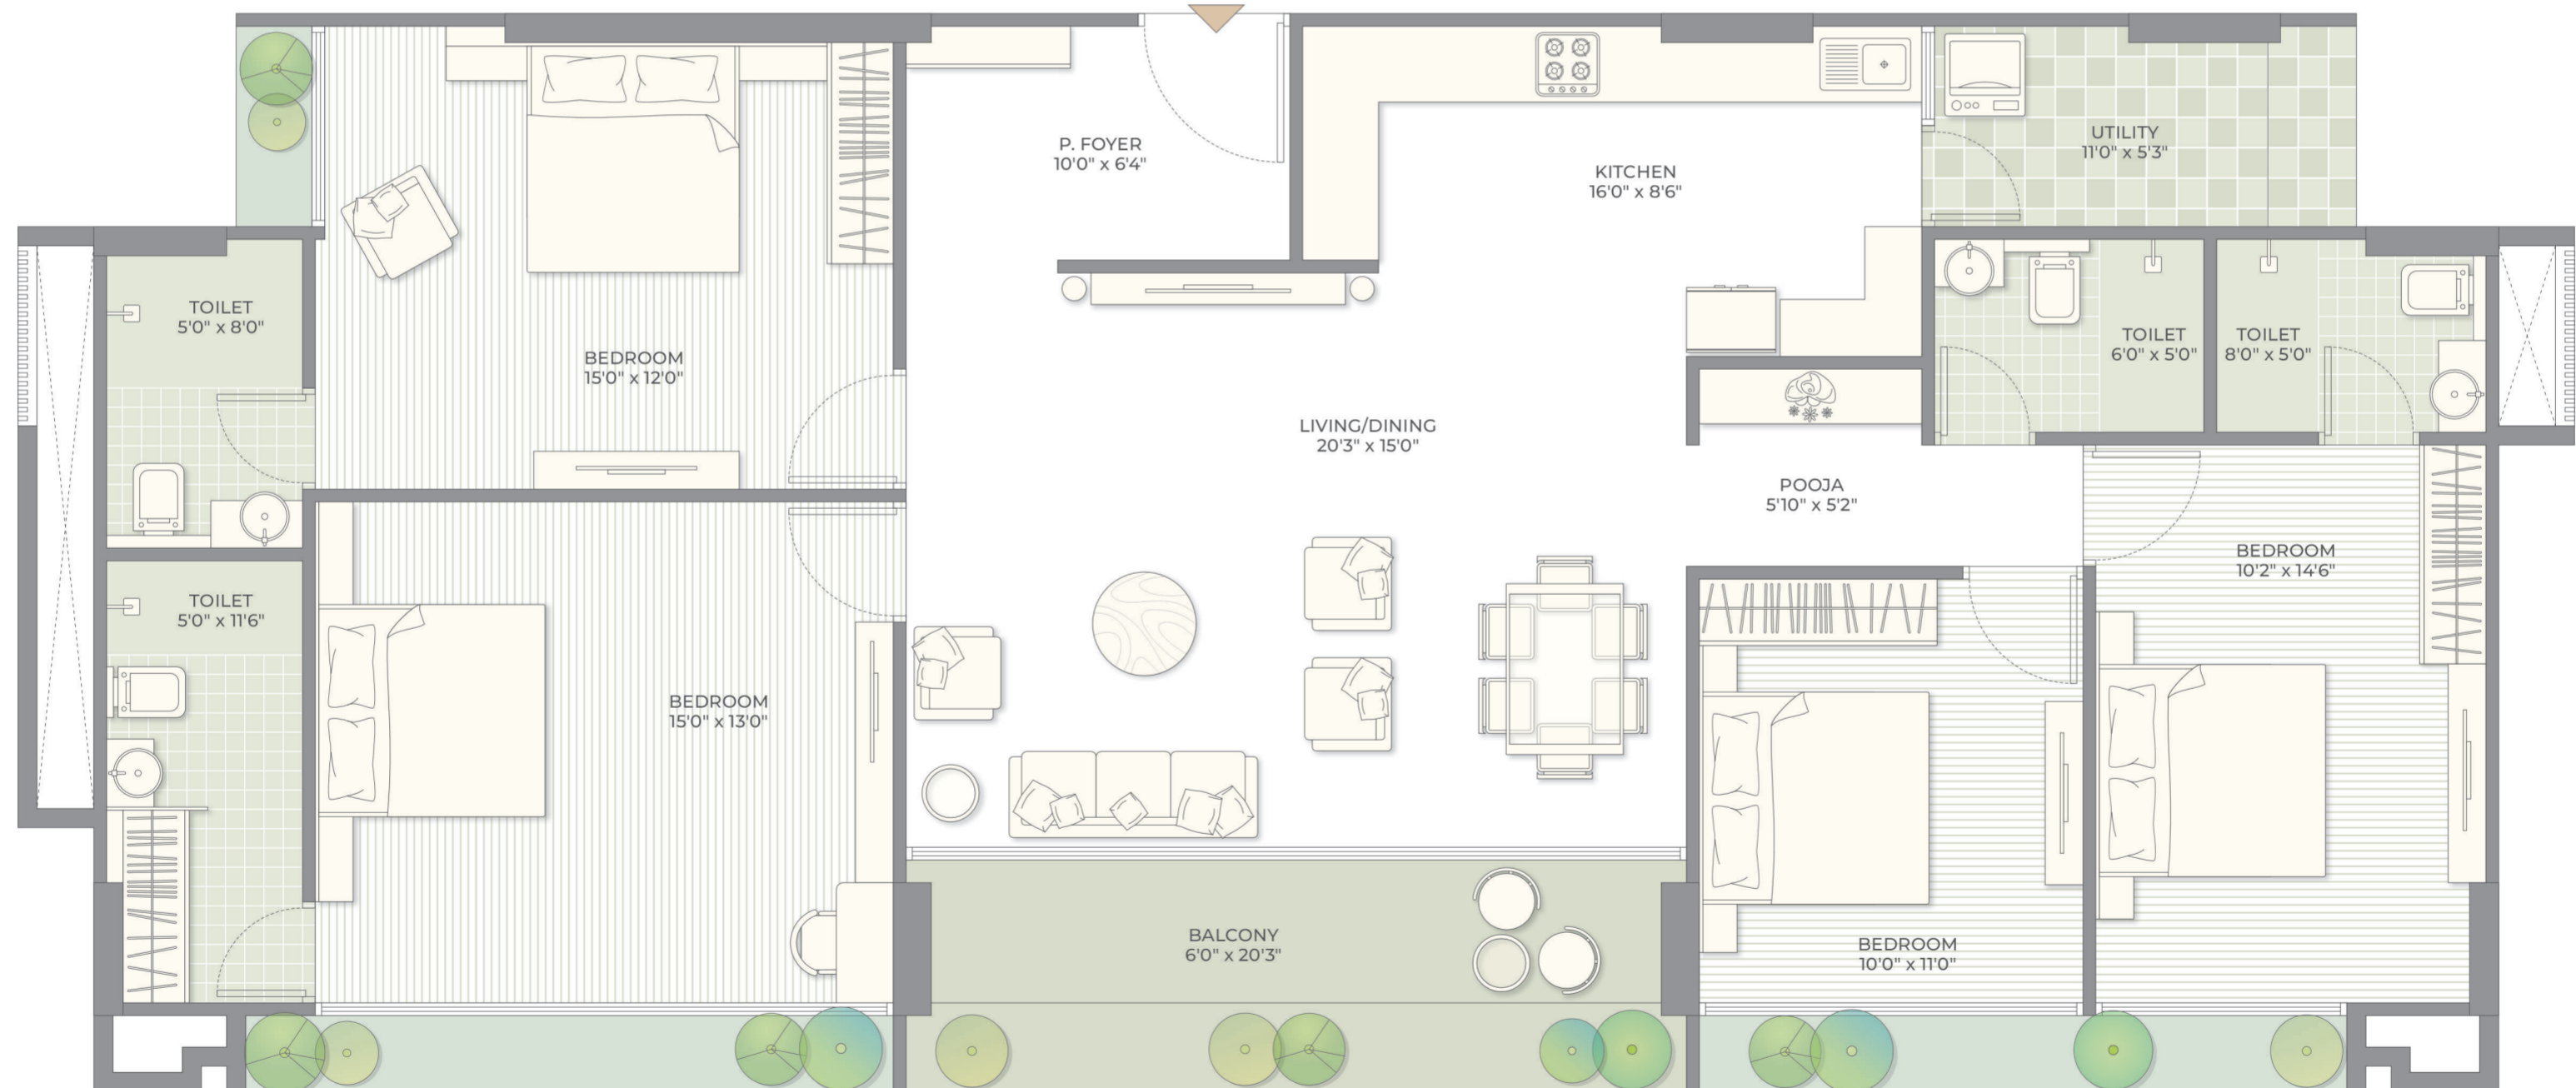 P. FOYER
10'0" x 6'4"
KITCHEN
16'0" x 8'6"
UTILITY
11'0" x 5'3"
TOILET
5'0" x 8'0"
BEDROOM
15'0" x 12'0"
LIVING/DINING
20'3" x 15'0"
TOILET
6'0" x 5'0"
TOILET
8'0" x 5'0"
POOJA
5'10" x 5'2"
BEDROOM
10'2" x 14'6"
TOILET
5'0" x 11'6"
BEDROOM
15'0" x 13'0"
BALCONY
6'0" x 20'3"
BEDROOM
10'0" x 11'0"